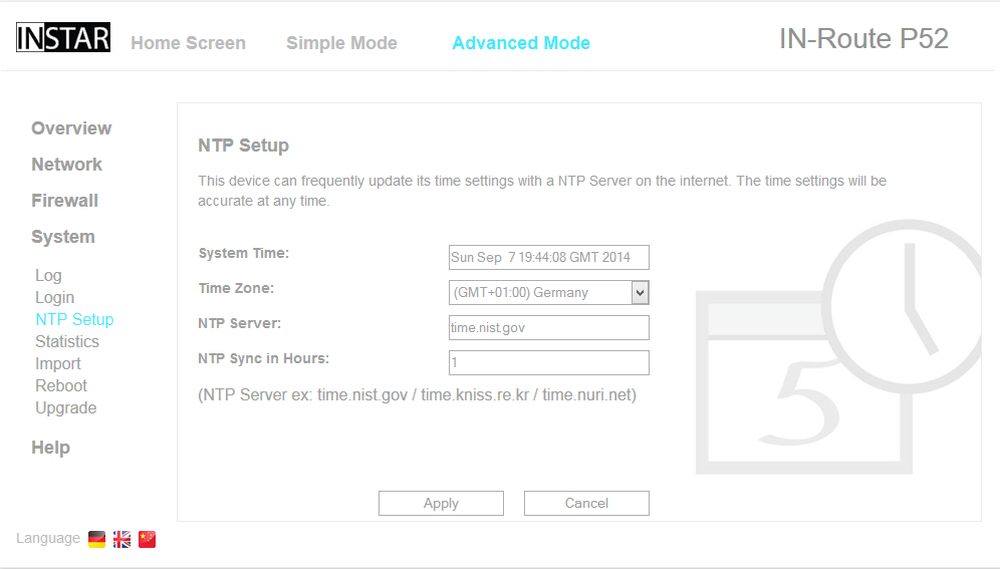 INSTAR
Home Screen
Simple Mode
Advanced Mode
IN-Route P52
Overview
Network
Firewall
System
Log
Login
NTP Setup
Statistics
Import
Reboot
Upgrade
Help
Language
NTP Setup
This device can frequently update its time settings with a NTP Server on the internet. The time settings will be
accurate at any time.
System Time:
Sun Sep  7 19:44:08 GMT 2014
Time Zone:
(GMT+01:00) Germany
NTP Server:
time.nist.gov
NTP Sync in Hours:
1
(NTP Server ex: time.nist.gov / time.kniss.re.kr / time.nuri.net)
5
Apply
Cancel